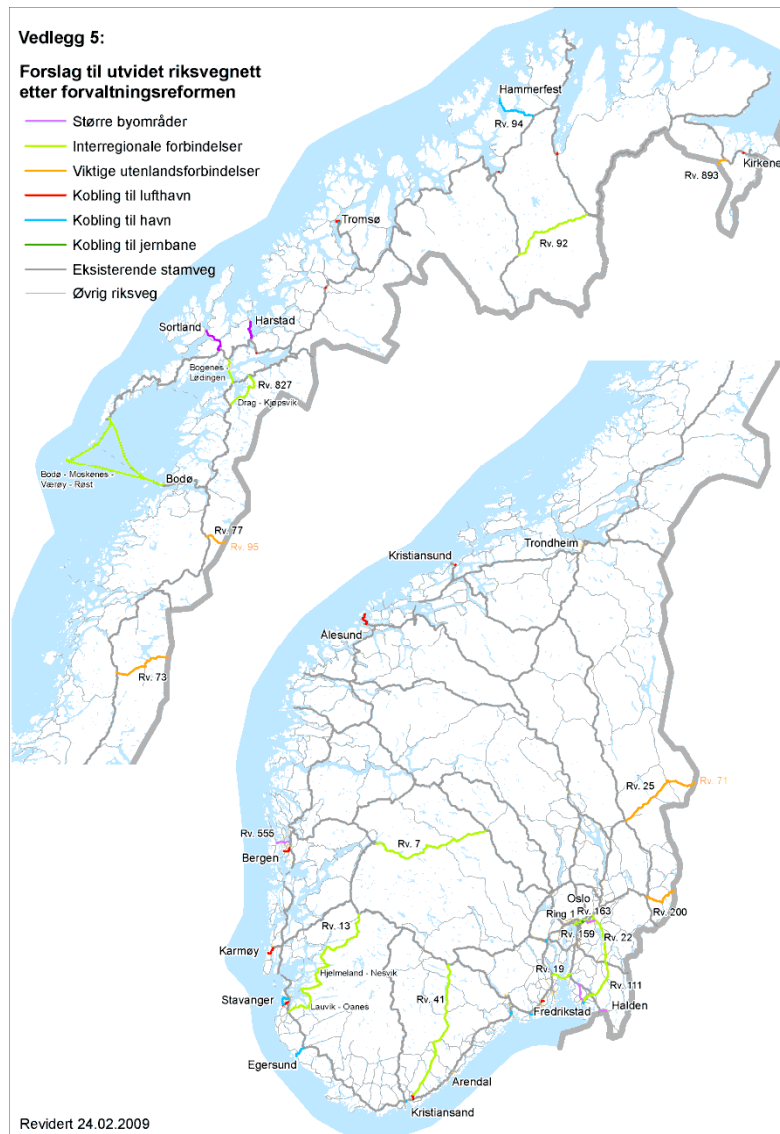 Vedlegg 5:
Forslag til utvidet riksvegnett
etter forvaltningsreformen
Større byområder
Interregionale forbindelser
Viktige utenlandsforbindelser
Kobling til lufthavn
Kobling til havn
Kobling til jernbane
Eksisterende stamveg
Øvrig riksveg
Hammerfest
Rv. 94
Kirkene
Rv. 893
Tromsø
Rv. 92
Sortland
Harstad
Bogenes -
Lødingen
Rv. 827
Drag - Kjøpsvik
Bodø - Moskenes -
Værøy - Røst
Bodø
Rv. 77
Rv. 95
Rv. 73
Kristiansund
Trondheim
Ålesund
Rv. 25
Rv. 71
Rv. 555
Bergen
Rv. 7
Oslo
Ring 1
Rv. 163
Rv. 200
Rv. 159
Rv. 22
Rv. 13
Karmøy
Hjelmeland - Nesvik
Rv. 19
Rv. 111
Stavanger
Lauvik - Oanes
Rv. 41
Fredrikstad
Halden
Egersund
Arendal
Kristiansand
Revidert 24.02.2009